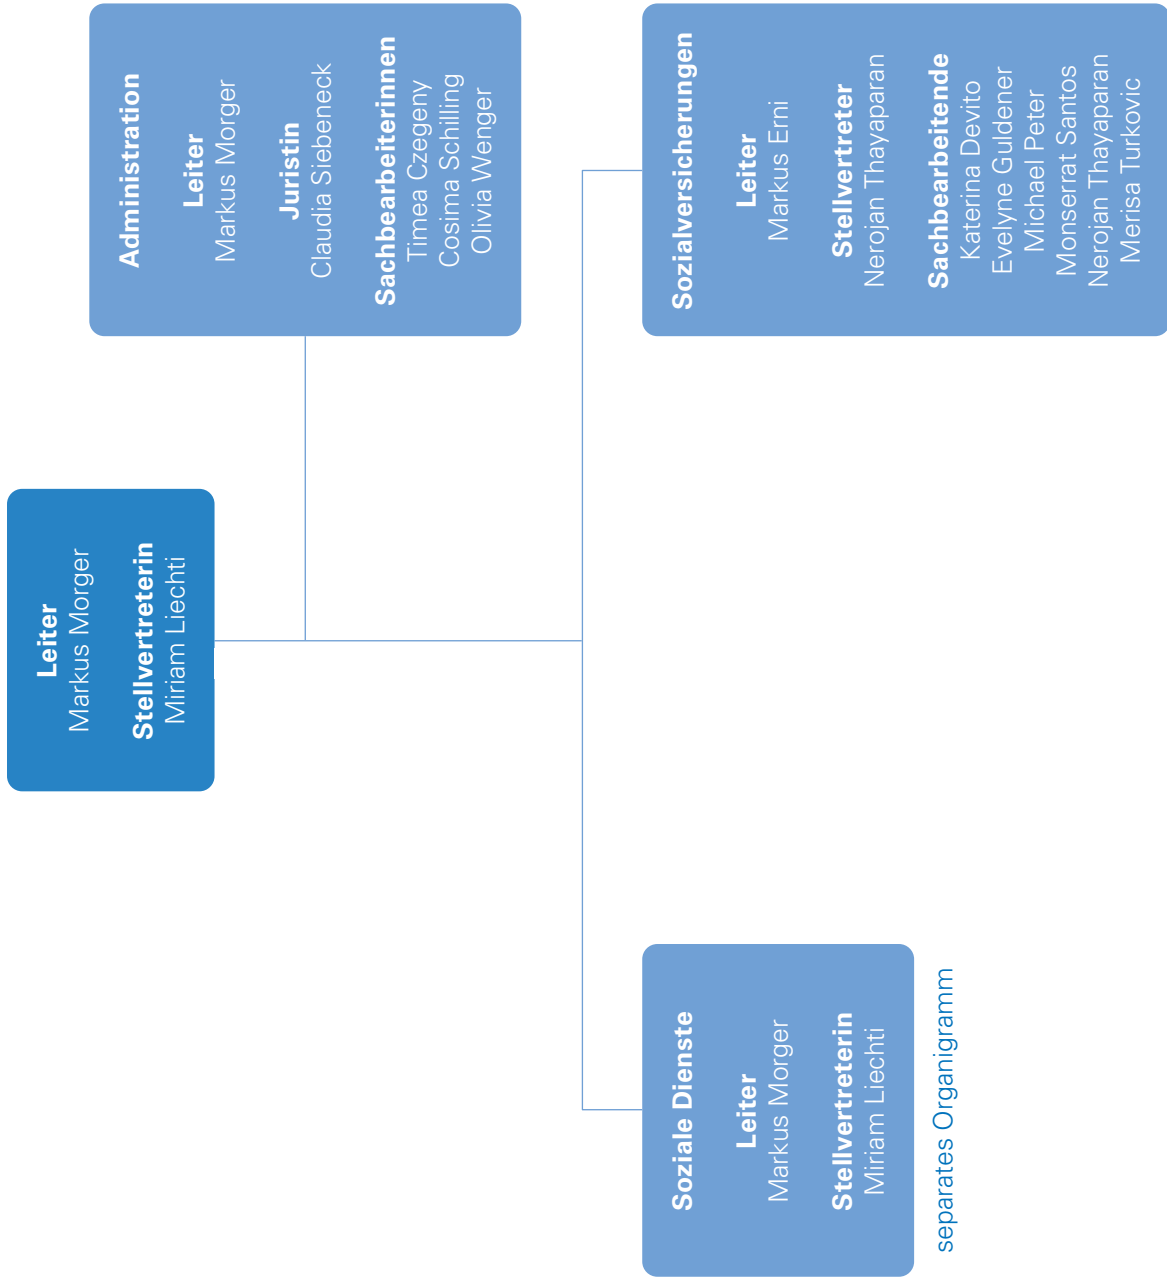 Leiter
Markus Morger
Stellvertreterin
Miriam Liechti
Administration
Leiter
Markus Morger
Juristin
Claudia Siebeneck
Sachbearbeiterinnen
Timea Czegeny
Cosima Schilling
Olivia Wenger
Soziale Dienste
Leiter
Markus Morger
Stellvertreterin
Miriam Liechti
separates Organigramm
Sozialversicherungen
Leiter
Markus Erni
Stellvertreter
Nerojan Thayaparan
Sachbearbeitende
Katerina Devito
Evelyne Guldener
Michael Peter
Monserrat Santos
Nerojan Thayaparan
Merisa Turkovic